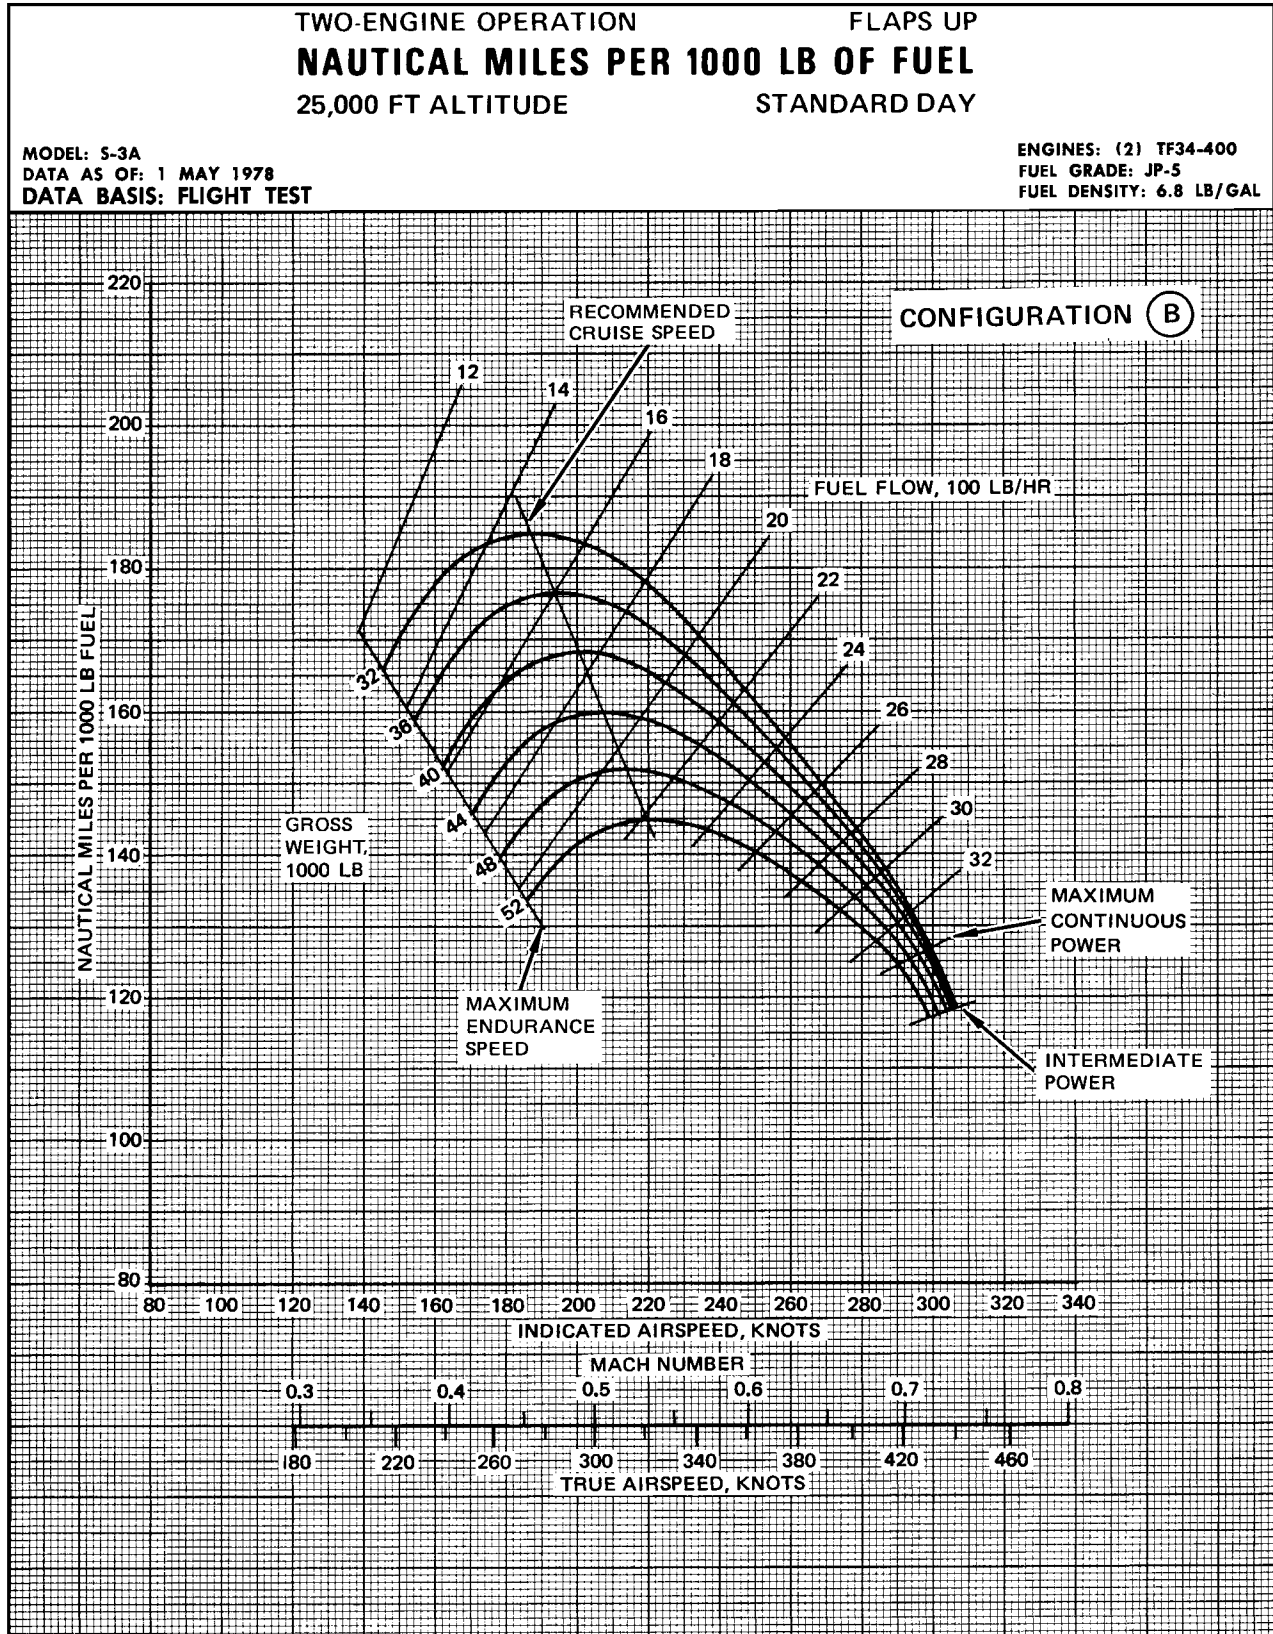 TWO-ENGINE OPERATION FLAPS UP
NAUTICAL MILES PER 1000 LB OF FUEL
25,000 FT ALTITUDE STANDARD DAY
MODEL: S-3A
DATA AS OF: 1 MAY 1978
DATA BASIS: FLIGHT TEST
ENGINES: (2) TF34-400
FUEL GRADE: JP-5
FUEL DENSITY: 6.8 LB/GAL
CONFIGURATION B
RECOMMENDED
CRUISE SPEED
FUEL FLOW, 100 LB/HR
12
14
16
18
20
22
24
26
28
30
32
220
200
180
160
140
120
100
80
NAUTICAL MILES PER 1000 LB FUEL
32
36
40
44
48
52
GROSS
WEIGHT,
1000 LB
MAXIMUM
ENDURANCE
SPEED
MAXIMUM
CONTINUOUS
POWER
INTERMEDIATE
POWER
80 100 120 140 160 180 200 220 240 260 280 300 320 340
INDICATED AIRSPEED, KNOTS
MACH NUMBER
0.3 0.4 0.5 0.6 0.7 0.8
180 220 260 300 340 380 420 460
TRUE AIRSPEED, KNOTS